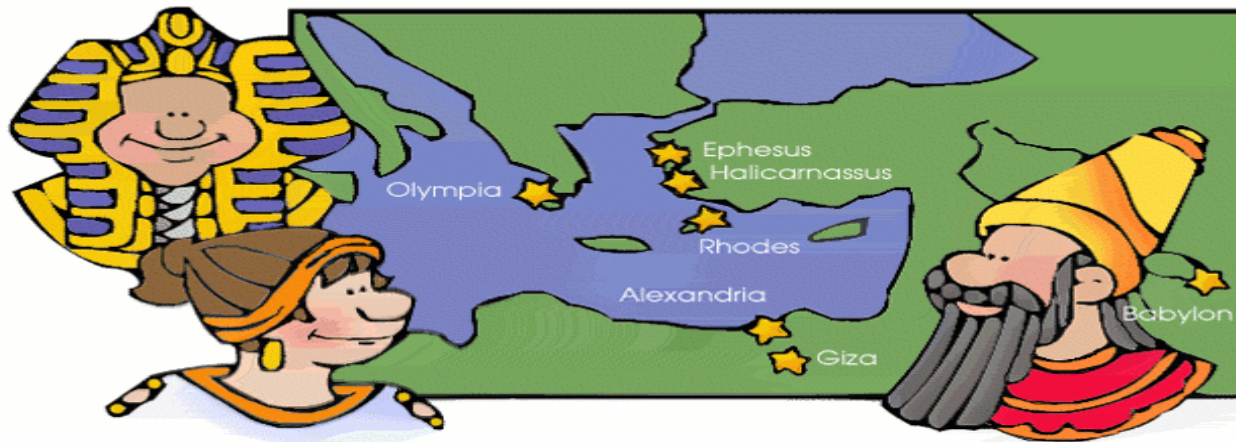 Ephesus
Halicarnassus
Olympia
Rhodes
Alexandria
Babylon
Giza